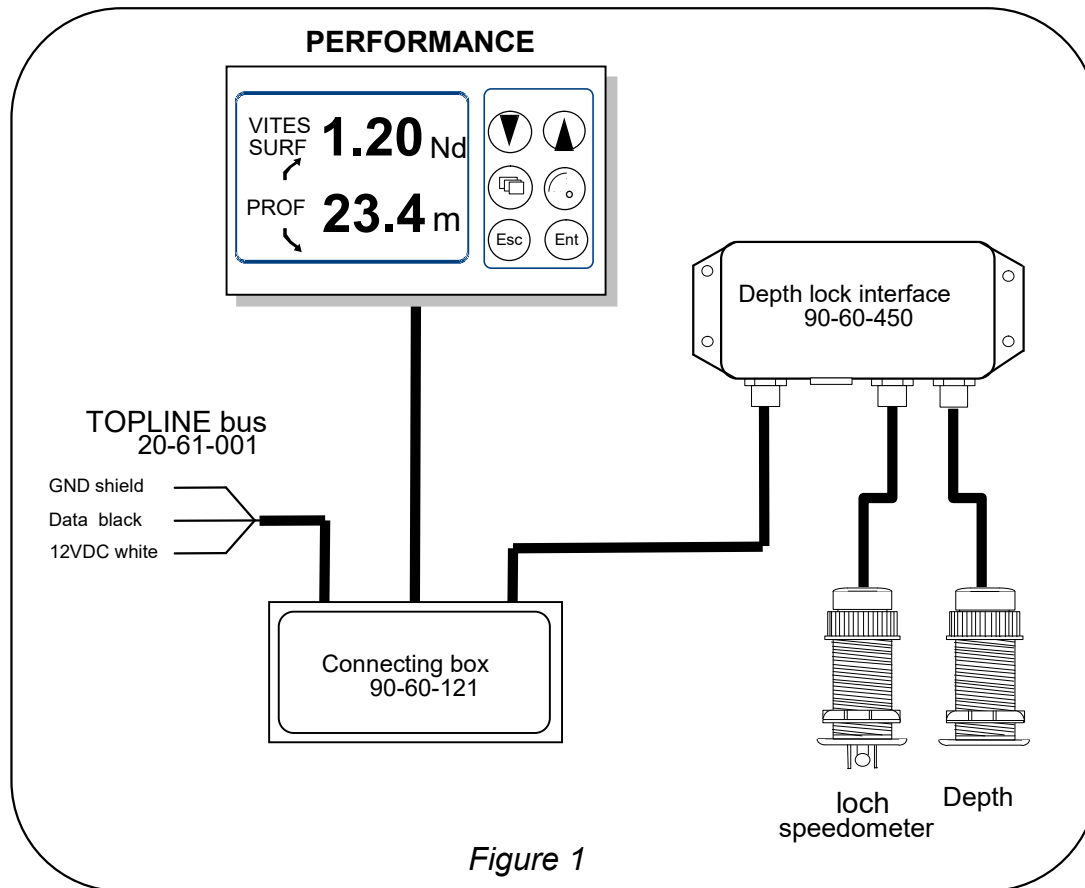 PERFORMANCE
VITES
SURF
1.20 Nd
PROF
23.4 m
Esc
Ent
Depth lock interface
90-60-450
TOPLINE bus
20-61-001
GND shield
Data black
12VDC white
Connecting box
90-60-121
loch
speedometer
Depth
Figure 1